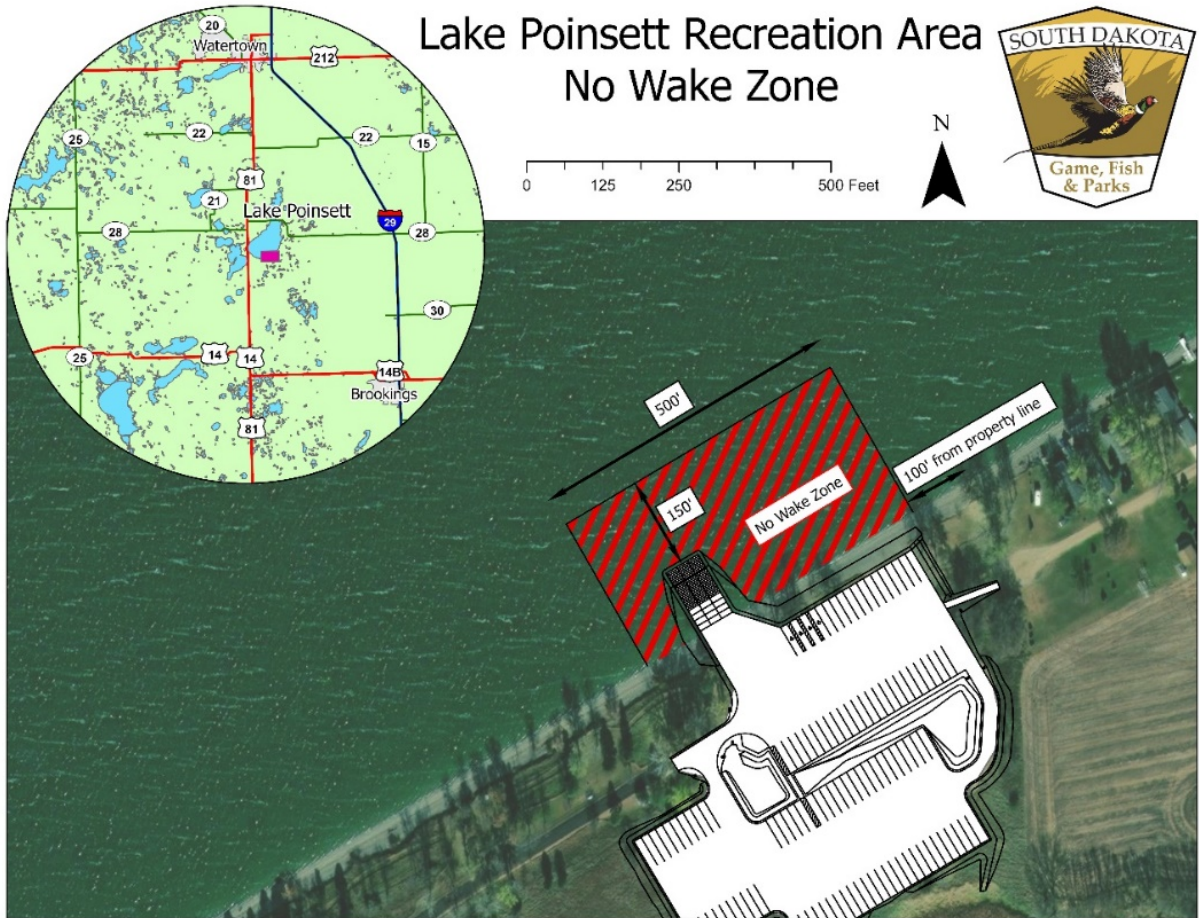 Lake Poinsett Recreation Area
No Wake Zone
N
0 125 250 500 Feet
SOUTH DAKOTA
Game, Fish
& Parks
20
Watertown
212
25
22
22
15
81
21
Lake Poinsett
29
28
28
30
25
14
14
14B
Brookings
81
500'
150'
No Wake Zone
100' from property line